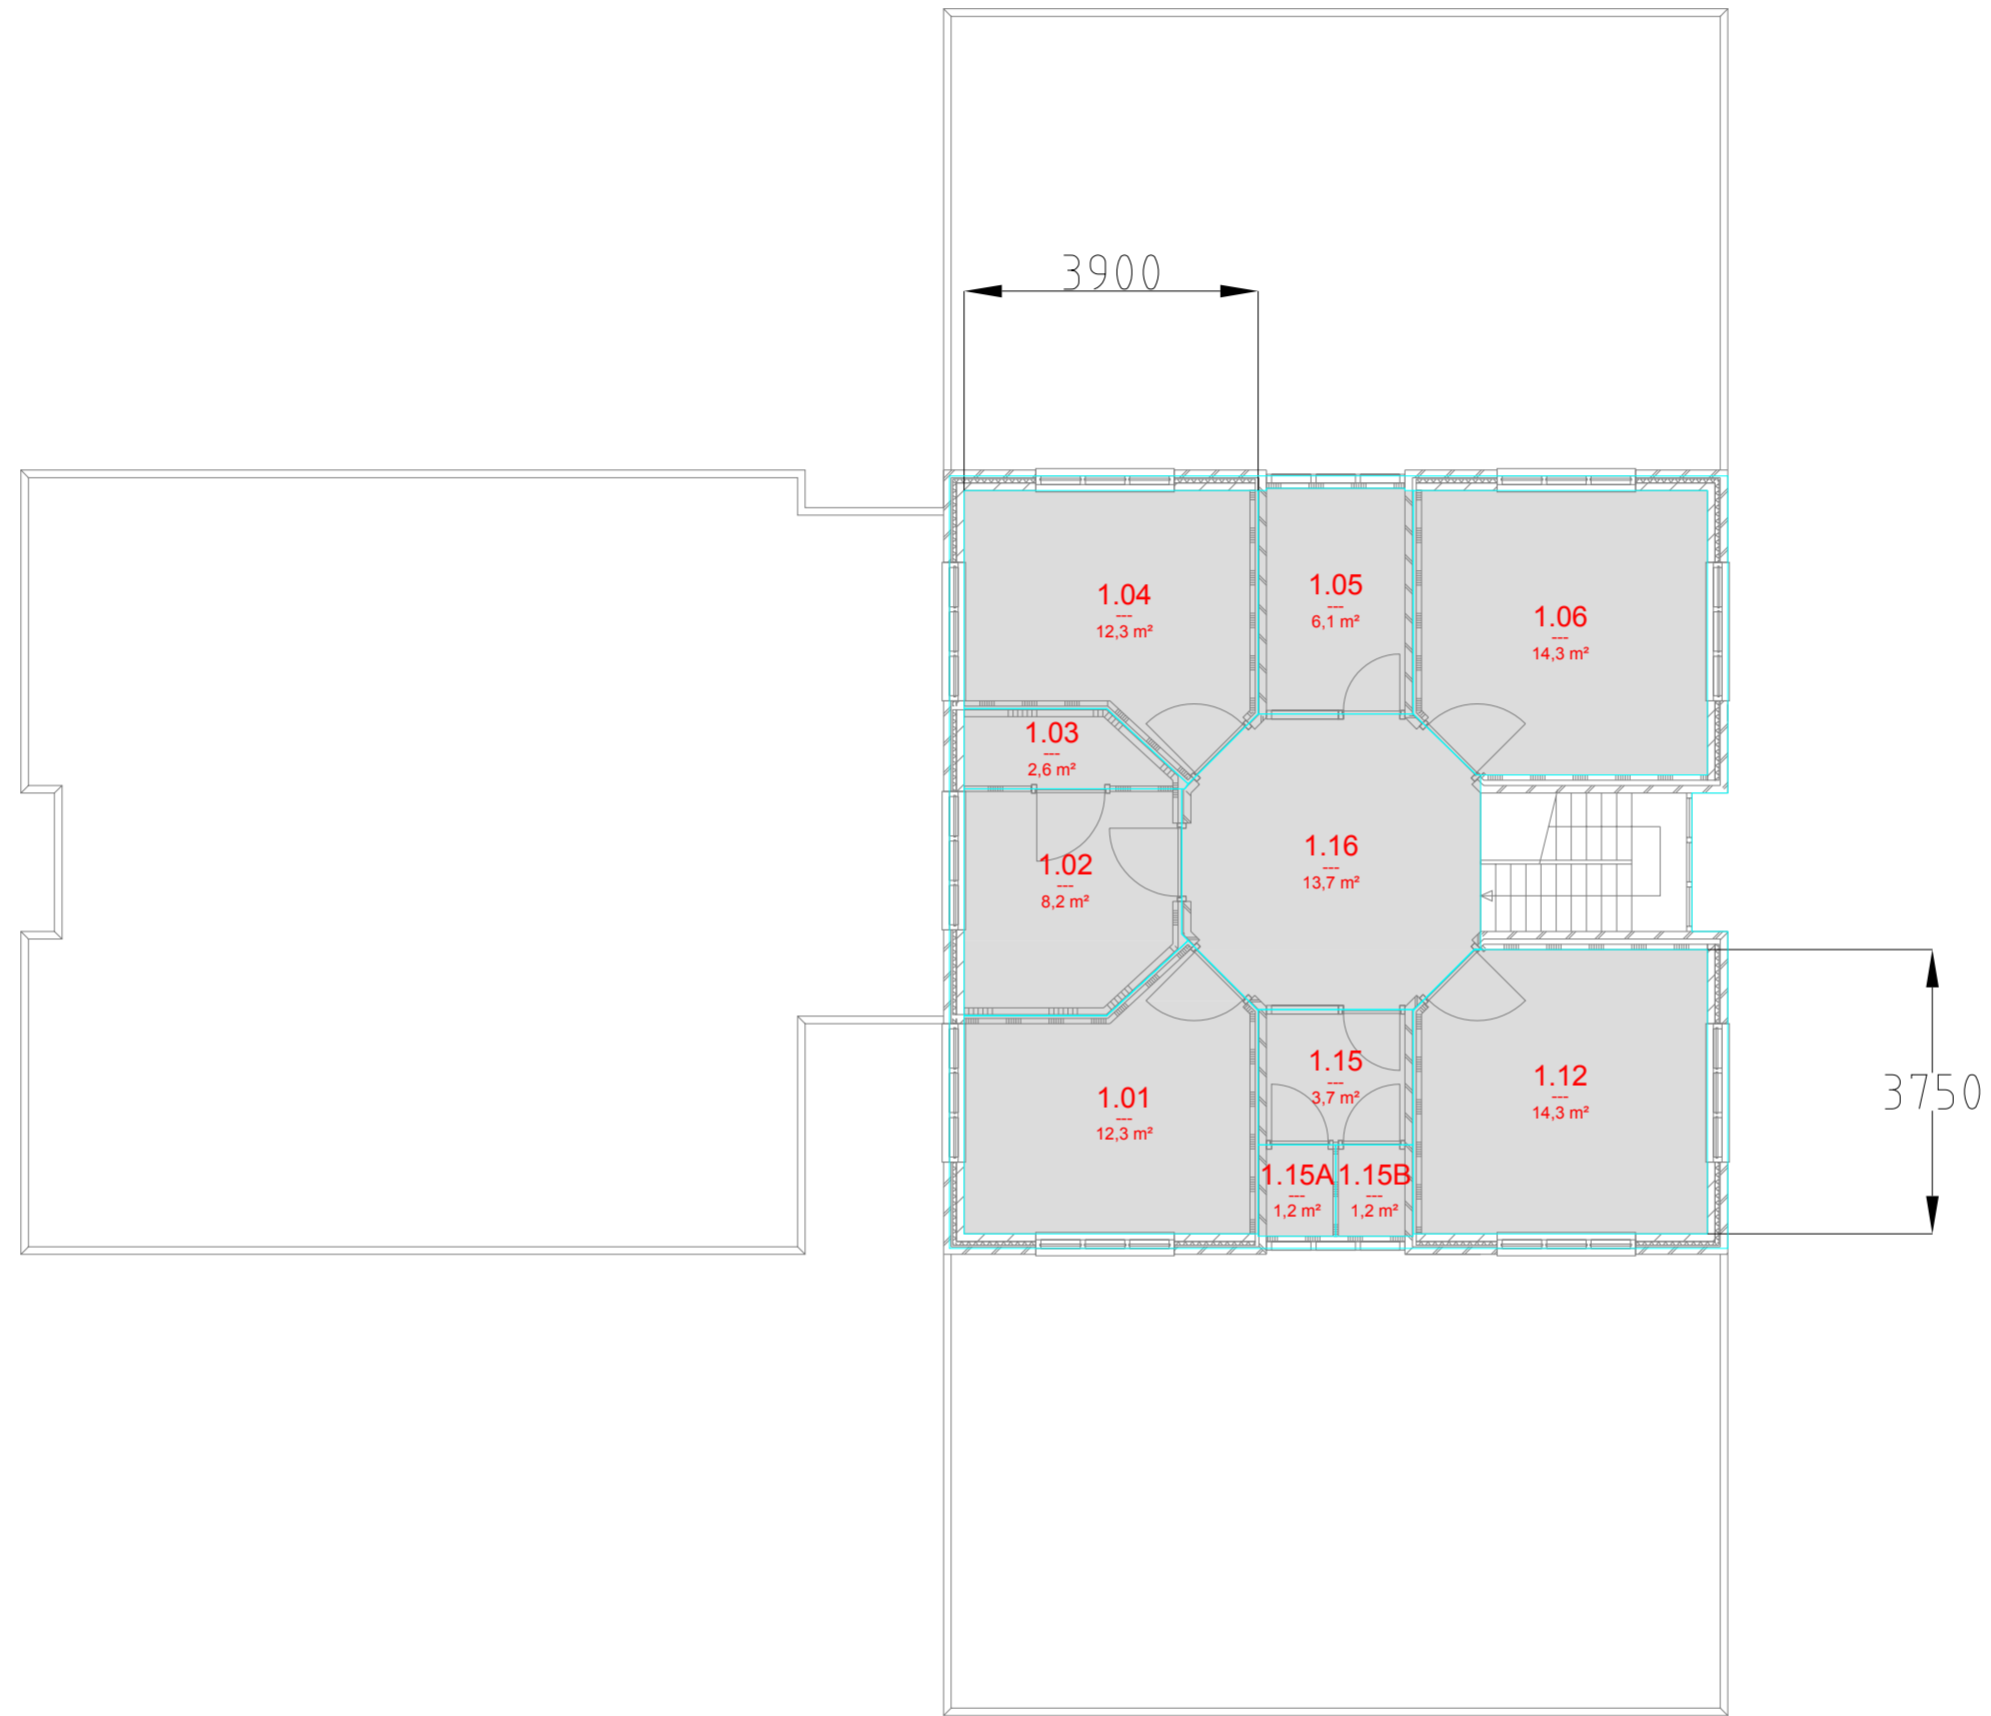 3900
1.04
---
12,3 m²
1.05
---
6,1 m²
1.06
---
14,3 m²
1.03
---
2,6 m²
1.02
---
8,2 m²
1.16
---
13,7 m²
1.01
---
12,3 m²
1.15
---
3,7 m²
1.12
---
14,3 m²
3750
1.15A
---
1,2 m²
1.15B
---
1,2 m²